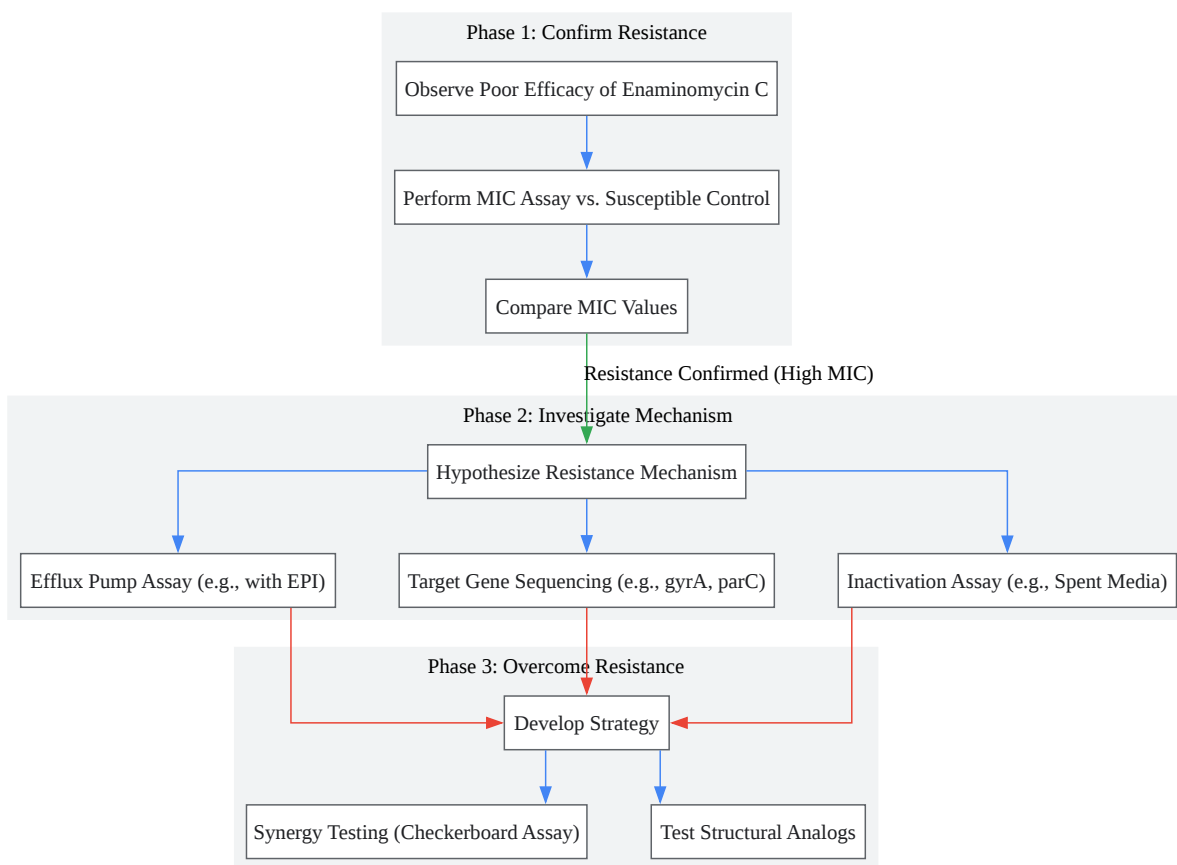 Phase 1: Confirm Resistance
Observe Poor Efficacy of Enaminomycin C
Perform MIC Assay vs. Susceptible Control
Compare MIC Values
Resistance Confirmed (High MIC)
Phase 2: Investigate Mechanism
Hypothesize Resistance Mechanism
Efflux Pump Assay (e.g., with EPI)
Target Gene Sequencing (e.g., gyrA, parC)
Inactivation Assay (e.g., Spent Media)
Phase 3: Overcome Resistance
Develop Strategy
Synergy Testing (Checkerboard Assay)
Test Structural Analogs